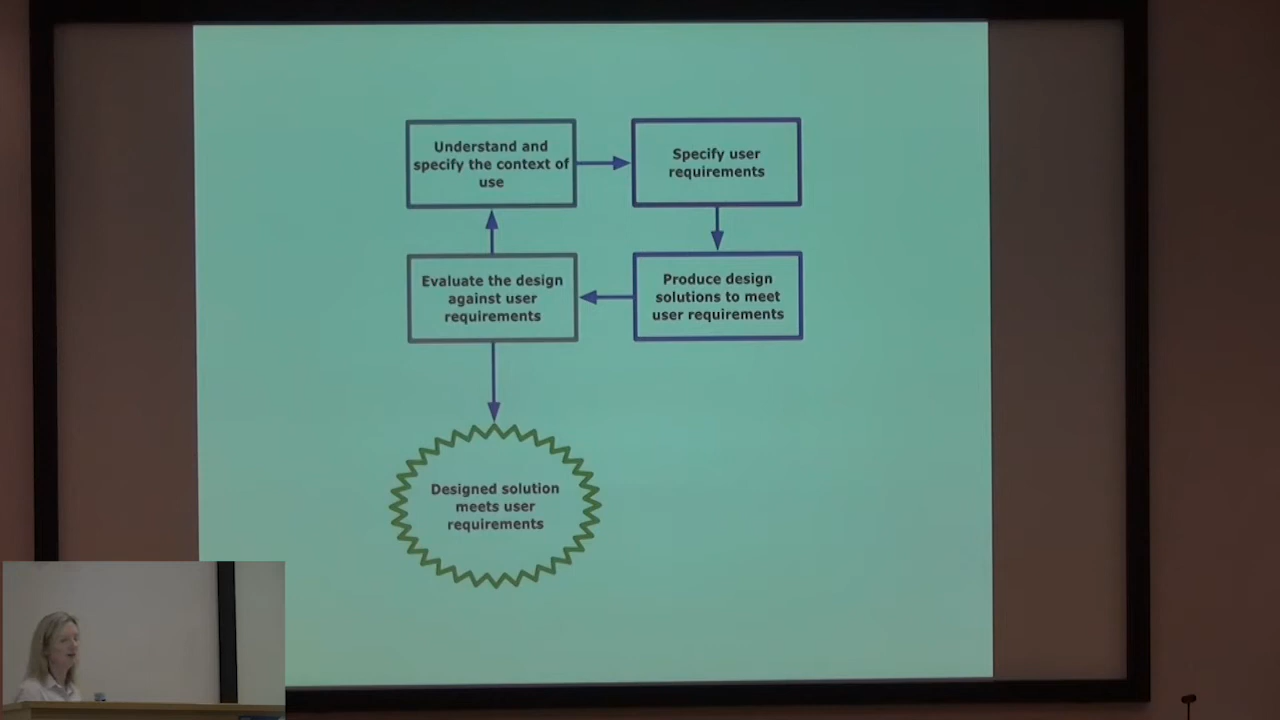 Understand and
specify the context of
use
Specify user
requirements
Evaluate the design
against user
requirements
Produce design
solutions to meet
user requirements
Designed solution
meets user
requirements